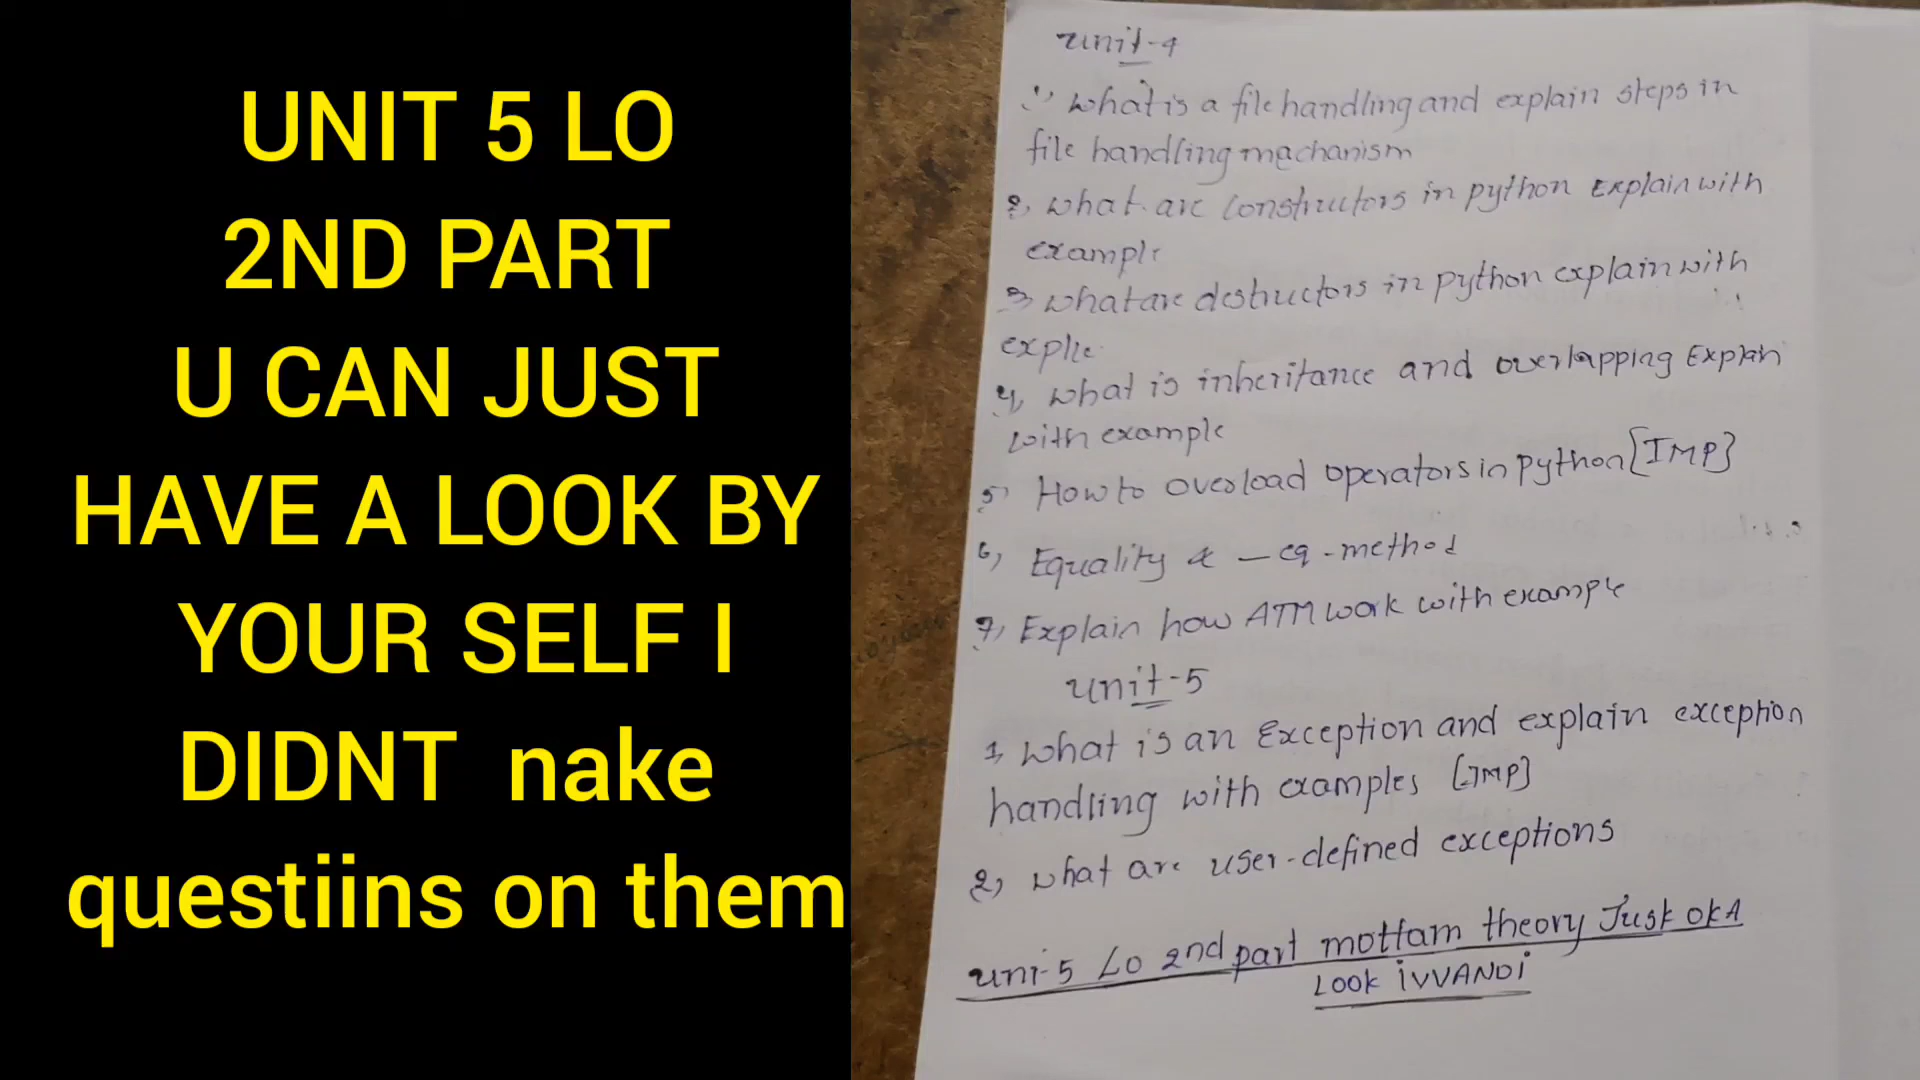 UNIT 5 LO
2ND PART
U CAN JUST
HAVE A LOOK BY
YOUR SELF I
DIDNT nake
questiins on them
unit-4
1) what is a file handling and explain steps in
file handling machanism
2, what are constructors in python Explain with
example
3 what are destructors in python explain with
explie
4, what is inheritance and overlapping Explain
with example
5) How to overload operators in python [IMP]
6, Equality & _eq-method
7, Explain how ATM work with example
unit-5
1, what is an Exception and explain exception
handling with examples [IMP]
2, what are user-defined exceptions
uni-5 Lo 2nd part mottam theory Just OKA
LOOK IVVANDI